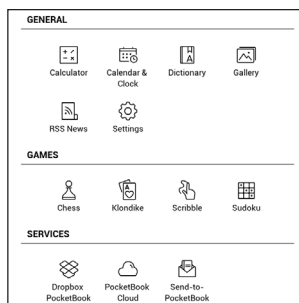 GENERAL
Calculator
Calendar &
Clock
Dictionary
Gallery
RSS News
Settings
GAMES
Chess
Klondike
Scribble
Sudoku
SERVICES
Dropbox
PocketBook
PocketBook
Cloud
Send-to-
PocketBook